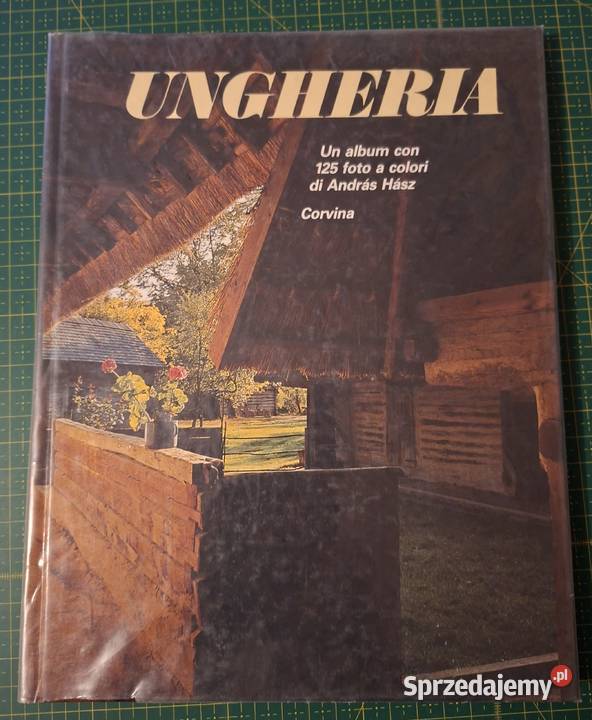 UNGHERIA
Un album con
125 foto a colori
di András Hász
Corvina
Sprzedajemy.pl